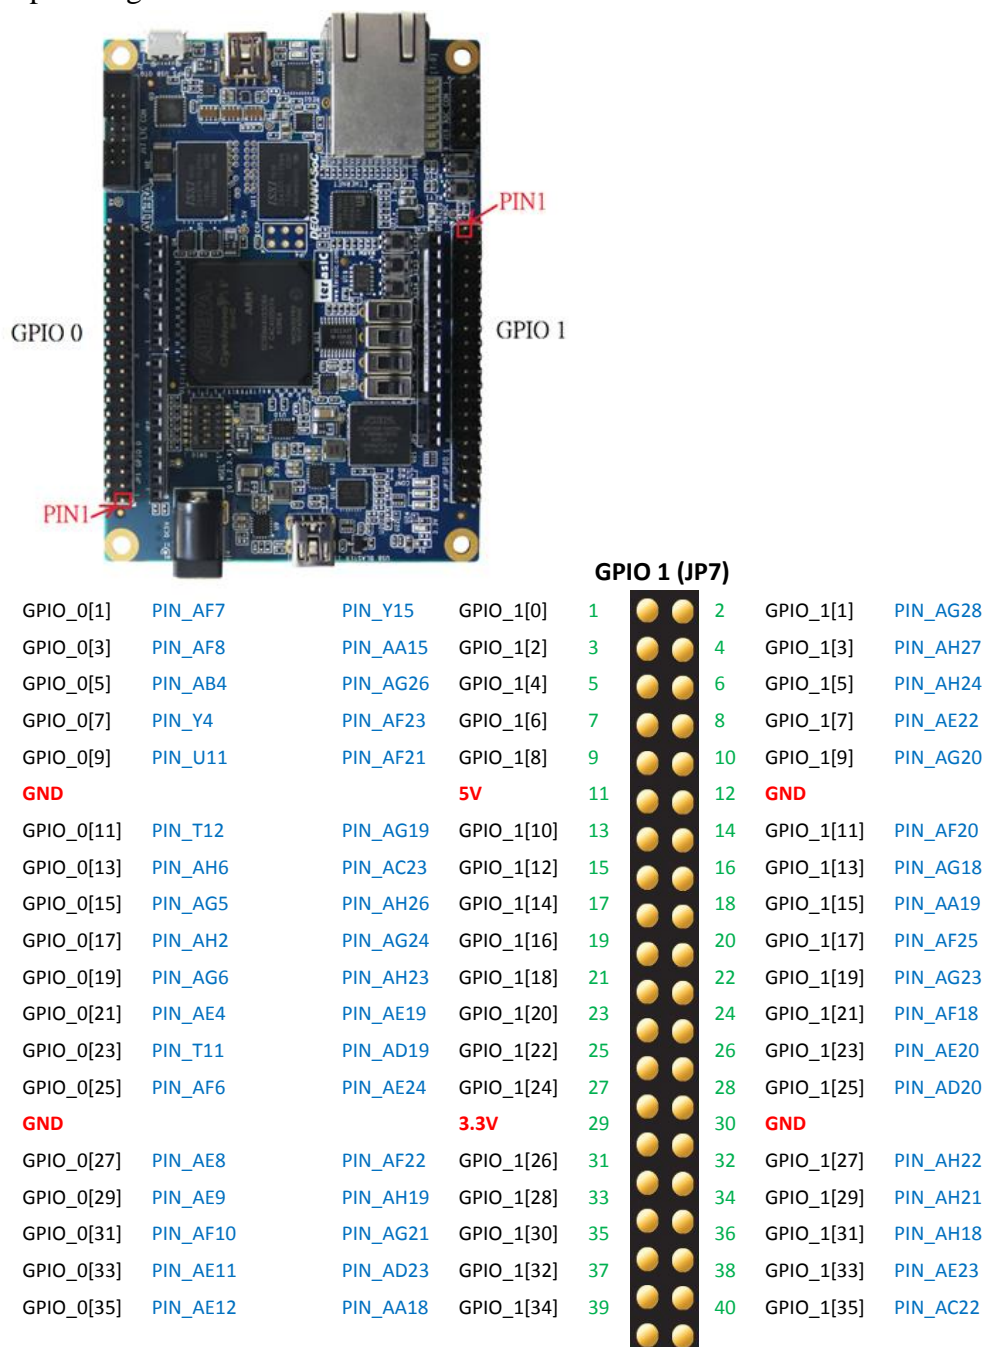 PIN1
GPIO 0
GPIO 1
PIN1
GPIO 1 (JP7)
GPIO_0[1] PIN_AF7 PIN_Y15 GPIO_1[0] 1 2 GPIO_1[1] PIN_AG28
GPIO_0[3] PIN_AF8 PIN_AA15 GPIO_1[2] 3 4 GPIO_1[3] PIN_AH27
GPIO_0[5] PIN_AB4 PIN_AG26 GPIO_1[4] 5 6 GPIO_1[5] PIN_AH24
GPIO_0[7] PIN_Y4 PIN_AF23 GPIO_1[6] 7 8 GPIO_1[7] PIN_AE22
GPIO_0[9] PIN_U11 PIN_AF21 GPIO_1[8] 9 10 GPIO_1[9] PIN_AG20
GND 5V 11 12 GND
GPIO_0[11] PIN_T12 PIN_AG19 GPIO_1[10] 13 14 GPIO_1[11] PIN_AF20
GPIO_0[13] PIN_AH6 PIN_AC23 GPIO_1[12] 15 16 GPIO_1[13] PIN_AG18
GPIO_0[15] PIN_AG5 PIN_AH26 GPIO_1[14] 17 18 GPIO_1[15] PIN_AA19
GPIO_0[17] PIN_AH2 PIN_AG24 GPIO_1[16] 19 20 GPIO_1[17] PIN_AF25
GPIO_0[19] PIN_AG6 PIN_AH23 GPIO_1[18] 21 22 GPIO_1[19] PIN_AG23
GPIO_0[21] PIN_AE4 PIN_AE19 GPIO_1[20] 23 24 GPIO_1[21] PIN_AF18
GPIO_0[23] PIN_T11 PIN_AD19 GPIO_1[22] 25 26 GPIO_1[23] PIN_AE20
GPIO_0[25] PIN_AF6 PIN_AE24 GPIO_1[24] 27 28 GPIO_1[25] PIN_AD20
GND 3.3V 29 30 GND
GPIO_0[27] PIN_AE8 PIN_AF22 GPIO_1[26] 31 32 GPIO_1[27] PIN_AH22
GPIO_0[29] PIN_AE9 PIN_AH19 GPIO_1[28] 33 34 GPIO_1[29] PIN_AH21
GPIO_0[31] PIN_AF10 PIN_AG21 GPIO_1[30] 35 36 GPIO_1[31] PIN_AH18
GPIO_0[33] PIN_AE11 PIN_AD23 GPIO_1[32] 37 38 GPIO_1[33] PIN_AE23
GPIO_0[35] PIN_AE12 PIN_AA18 GPIO_1[34] 39 40 GPIO_1[35] PIN_AC22